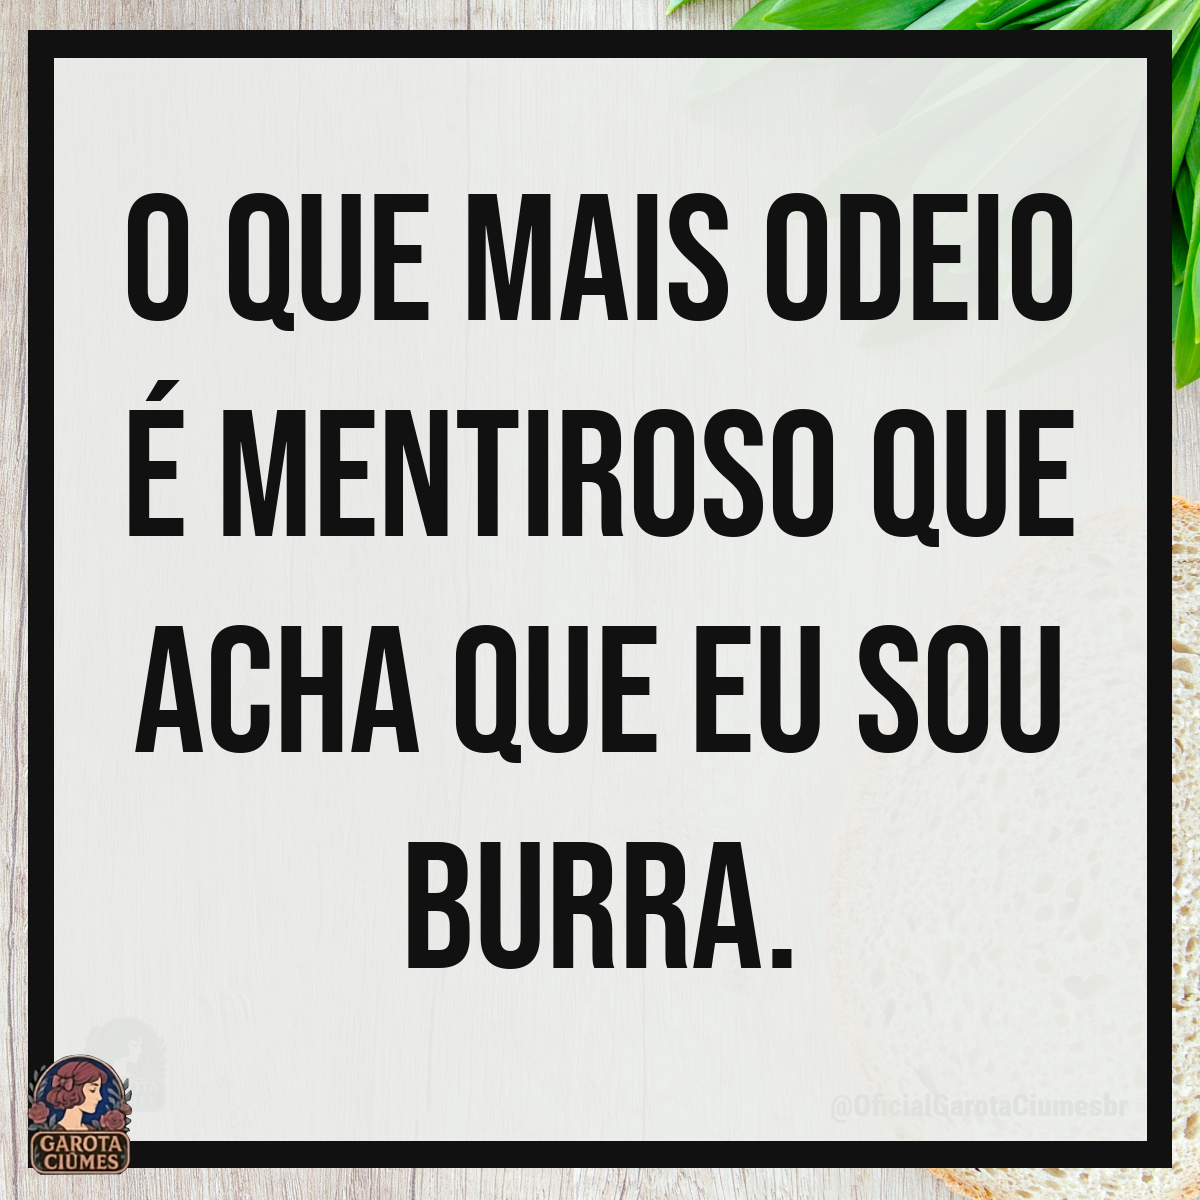 O QUE MAIS ODEIO
É MENTIROSO QUE
ACHA QUE EU SOU
BURRA.
@OficialGarotaCiumesbr
GAROTA
CIÚMES